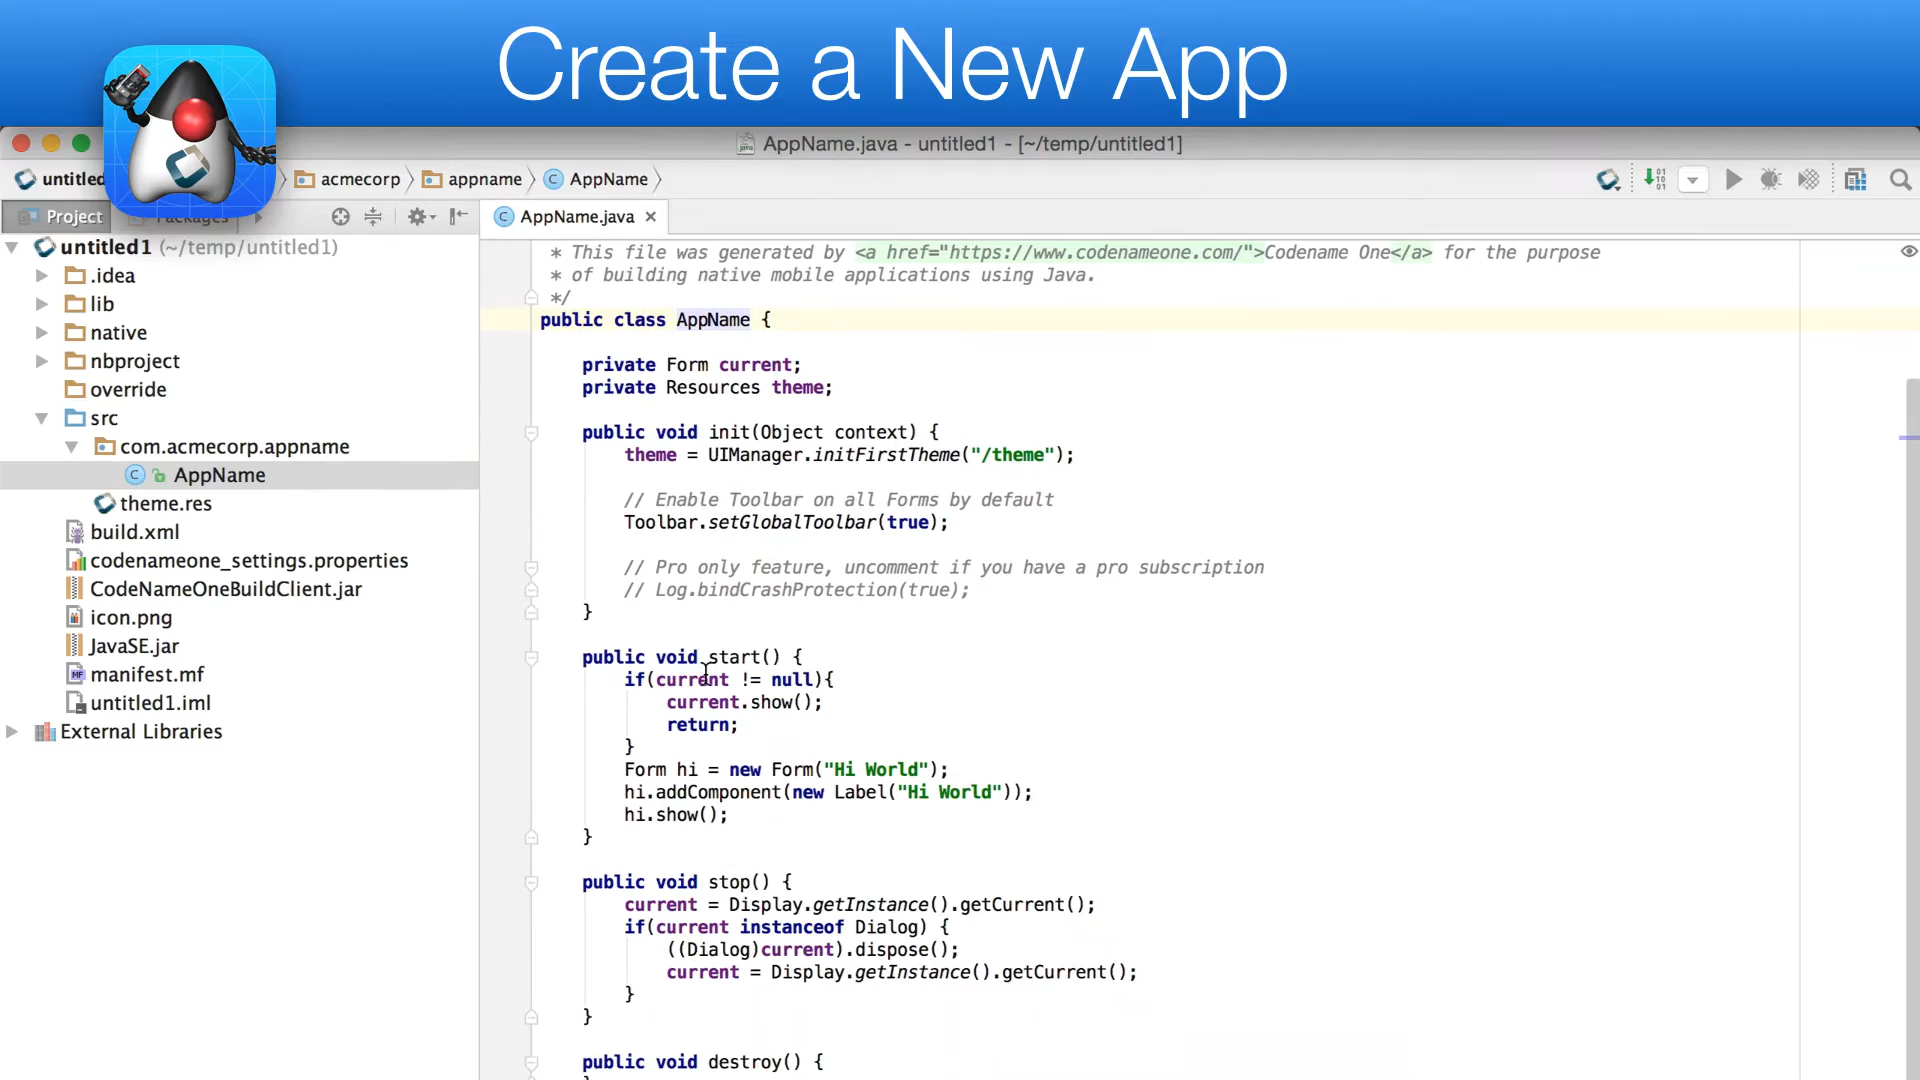 Create a New App
AppName.java - untitled1 - [~/temp/untitled1]
untitled acmecorp appname AppName
Project Packages
AppName.java
untitled1 (~/temp/untitled1)
.idea
lib
native
nbproject
override
src
com.acmecorp.appname
AppName
theme.res
build.xml
codenameone_settings.properties
CodeNameOneBuildClient.jar
icon.png
JavaSE.jar
manifest.mf
untitled1.iml
External Libraries
* This file was generated by <a href="https://www.codenameone.com/">Codename One</a> for the purpose
* of building native mobile applications using Java.
*/
public class AppName {
private Form current;
private Resources theme;
public void init(Object context) {
theme = UIManager.initFirstTheme("/theme");
// Enable Toolbar on all Forms by default
Toolbar.setGlobalToolbar(true);
// Pro only feature, uncomment if you have a pro subscription
// Log.bindCrashProtection(true);
}
public void start() {
if(current != null){
current.show();
return;
}
Form hi = new Form("Hi World");
hi.addComponent(new Label("Hi World"));
hi.show();
}
public void stop() {
current = Display.getInstance().getCurrent();
if(current instanceof Dialog) {
((Dialog)current).dispose();
current = Display.getInstance().getCurrent();
}
}
public void destroy() {